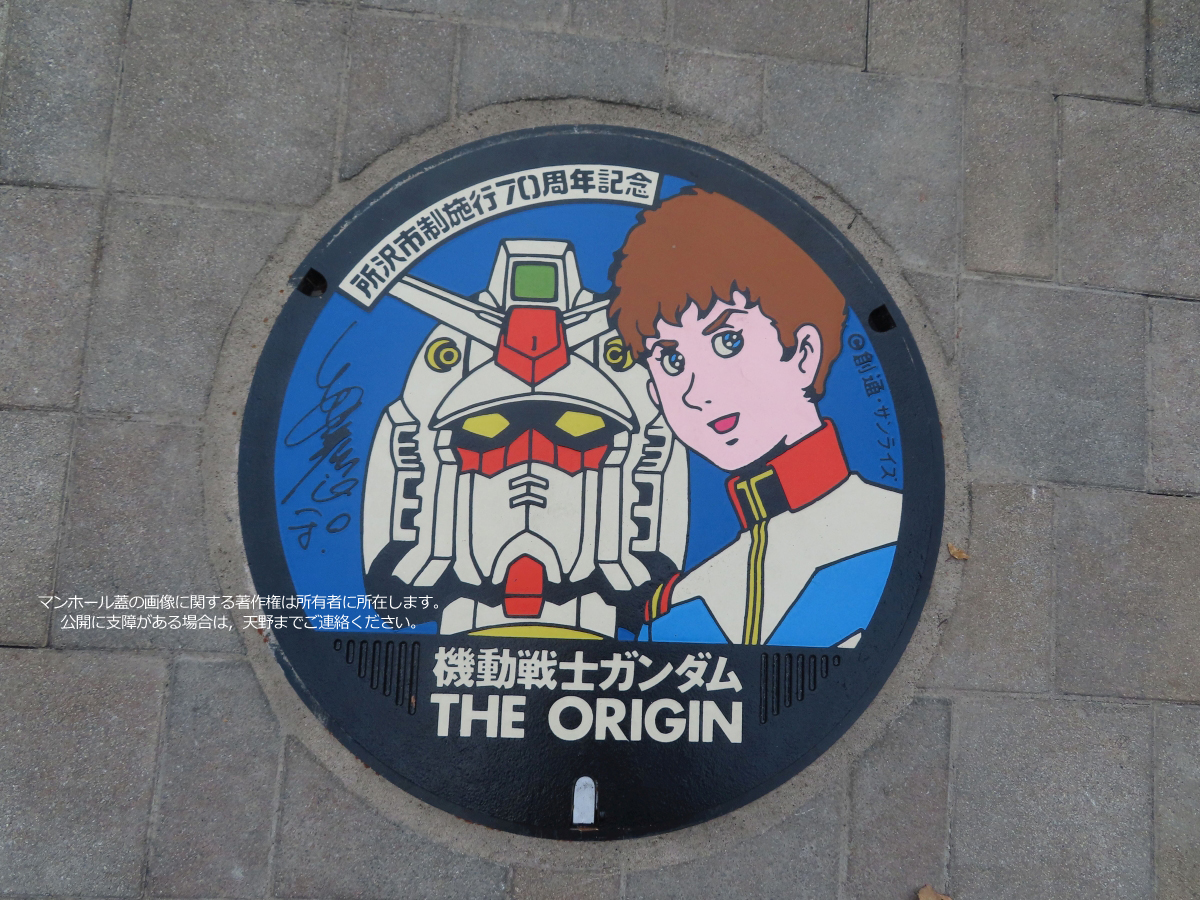 所沢市制施行70周年記念
©創通・サンライズ
マンホール蓋の画像に関する著作権は所有者に所在します。
公開に支障がある場合は，天野までご連絡ください。
機動戦士ガンダム
THE ORIGIN